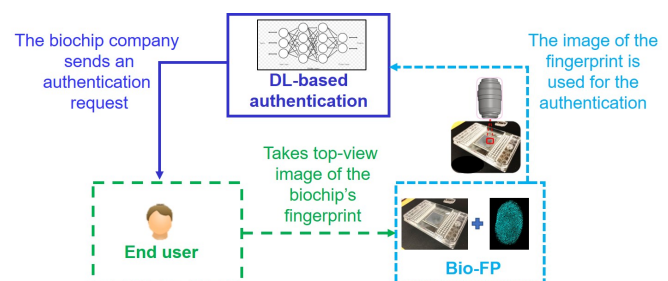 The biochip company
sends an
authentication
request
DL-based
authentication
The image of the
fingerprint is
used for the
authentication
Takes top-view
image of the
biochip's
fingerprint
End user
Bio-FP